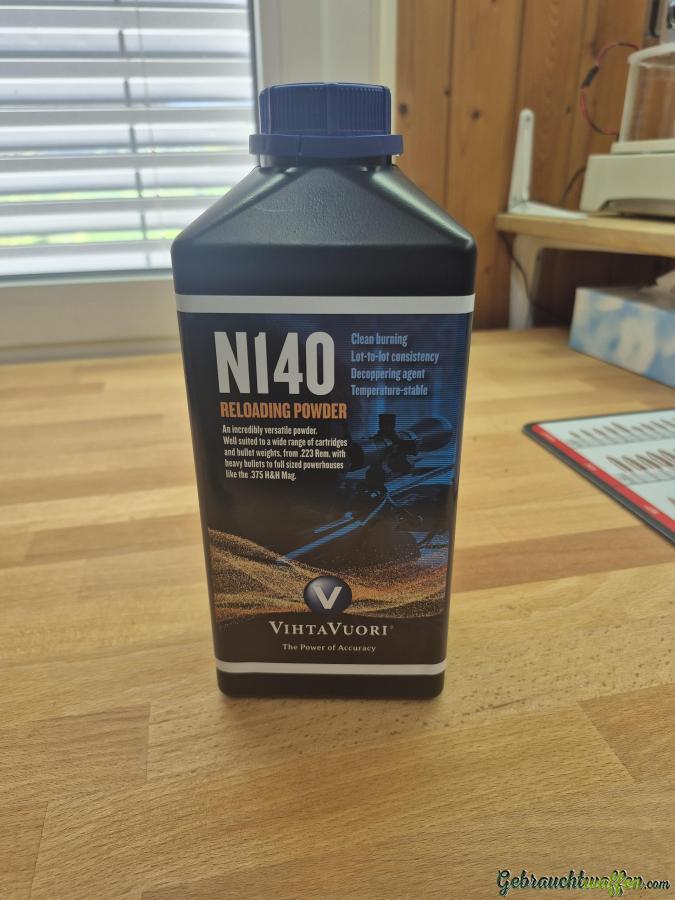 N140
RELOADING POWDER
Clean burning
Lot-to-lot consistency
Decoppering agent
Temperature-stable
An incredibly versatile powder.
Well suited to a wide range of cartridges
and bullet weights, from .223 Rem. with
heavy bullets to full sized powerhouses
like the .375 H&H Mag.
V
VIHTAVUORI®
The Power of Accuracy
Gebrauchtwaffen.com